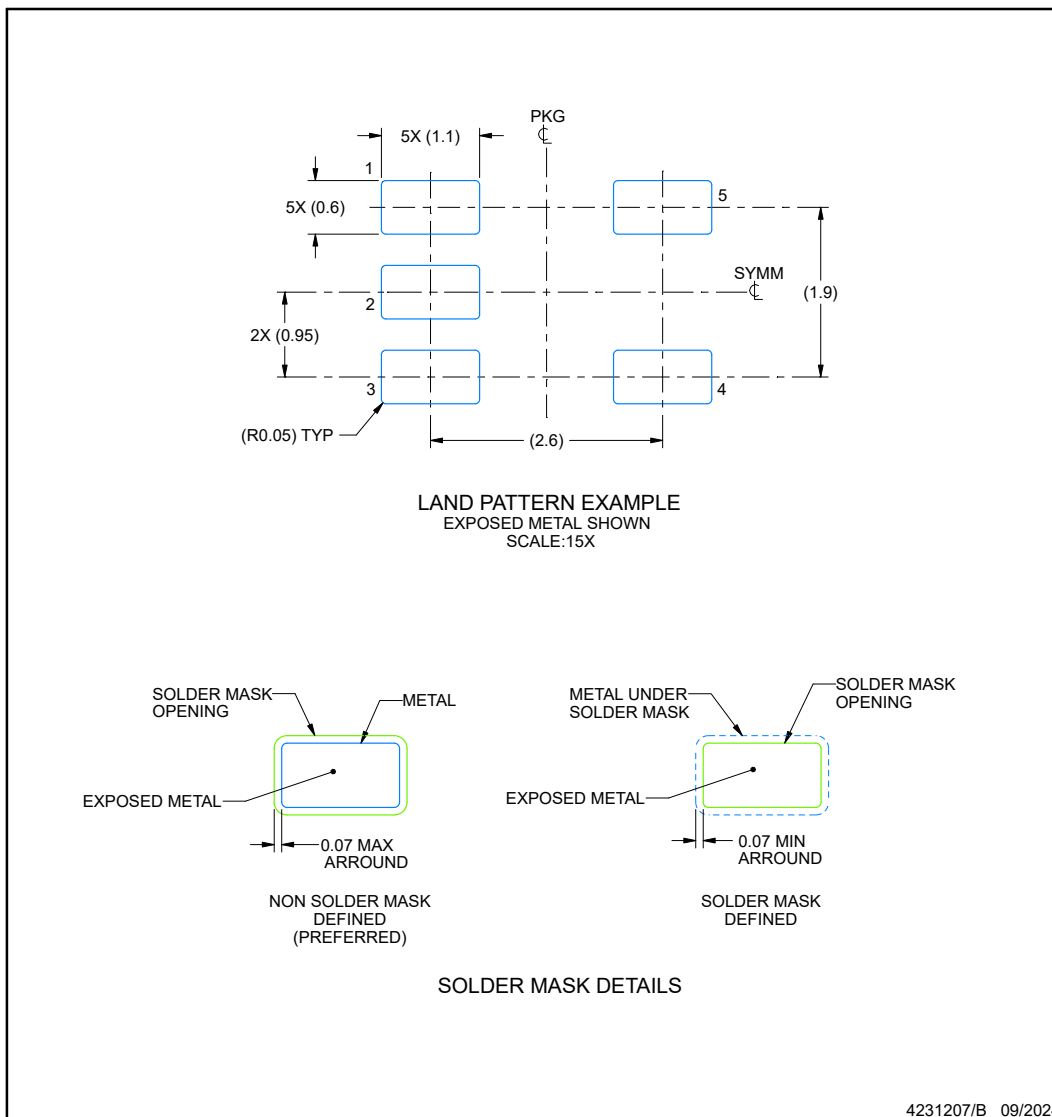 PKG
℄
5X (1.1)
1
5
5X (0.6)
SYMM
℄
(1.9)
2
2X (0.95)
3
4
(R0.05) TYP
(2.6)
LAND PATTERN EXAMPLE
EXPOSED METAL SHOWN
SCALE:15X
SOLDER MASK
OPENING
METAL
EXPOSED METAL
0.07 MAX
ARROUND
NON SOLDER MASK
DEFINED
(PREFERRED)
METAL UNDER
SOLDER MASK
SOLDER MASK
OPENING
EXPOSED METAL
0.07 MIN
ARROUND
SOLDER MASK
DEFINED
SOLDER MASK DETAILS
4231207/B